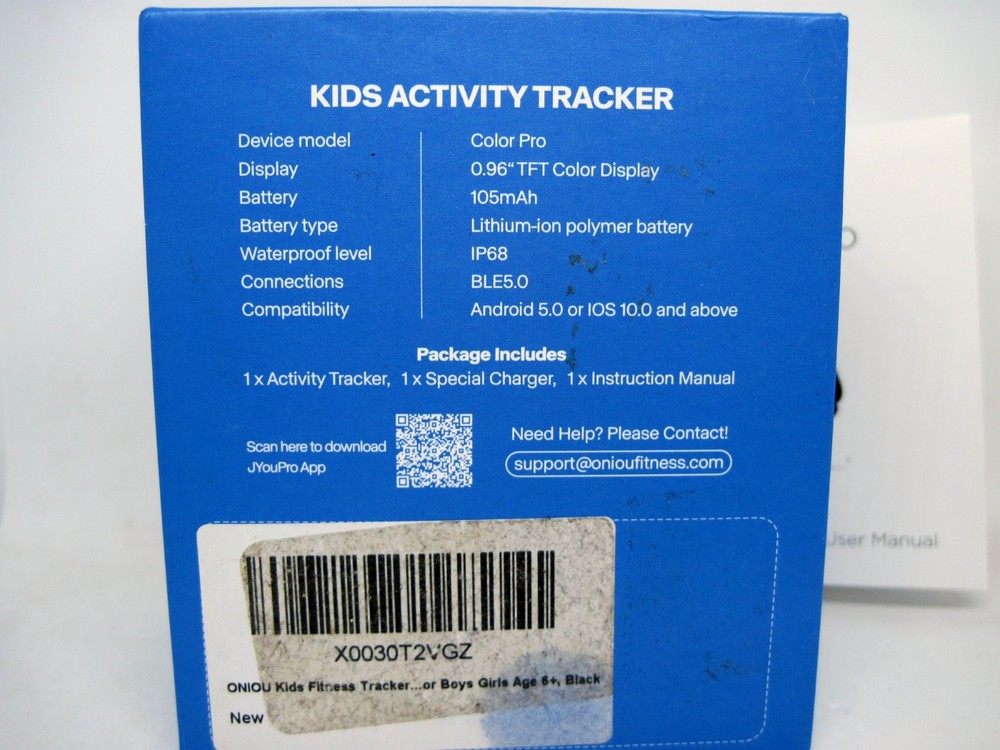 KIDS ACTIVITY TRACKER
Device model Color Pro
Display 0.96“ TFT Color Display
Battery 105mAh
Battery type Lithium-ion polymer battery
Waterproof level IP68
Connections BLE5.0
Compatibility Android 5.0 or IOS 10.0 and above
Package Includes
1 x Activity Tracker, 1 x Special Charger, 1 x Instruction Manual
Scan here to download
JYouPro App
Need Help? Please Contact!
support@onioufitness.com
X0030T2VGZ
ONIOU Kids Fitness Tracker...or Boys Girls Age 6+, Black
New
User Manual